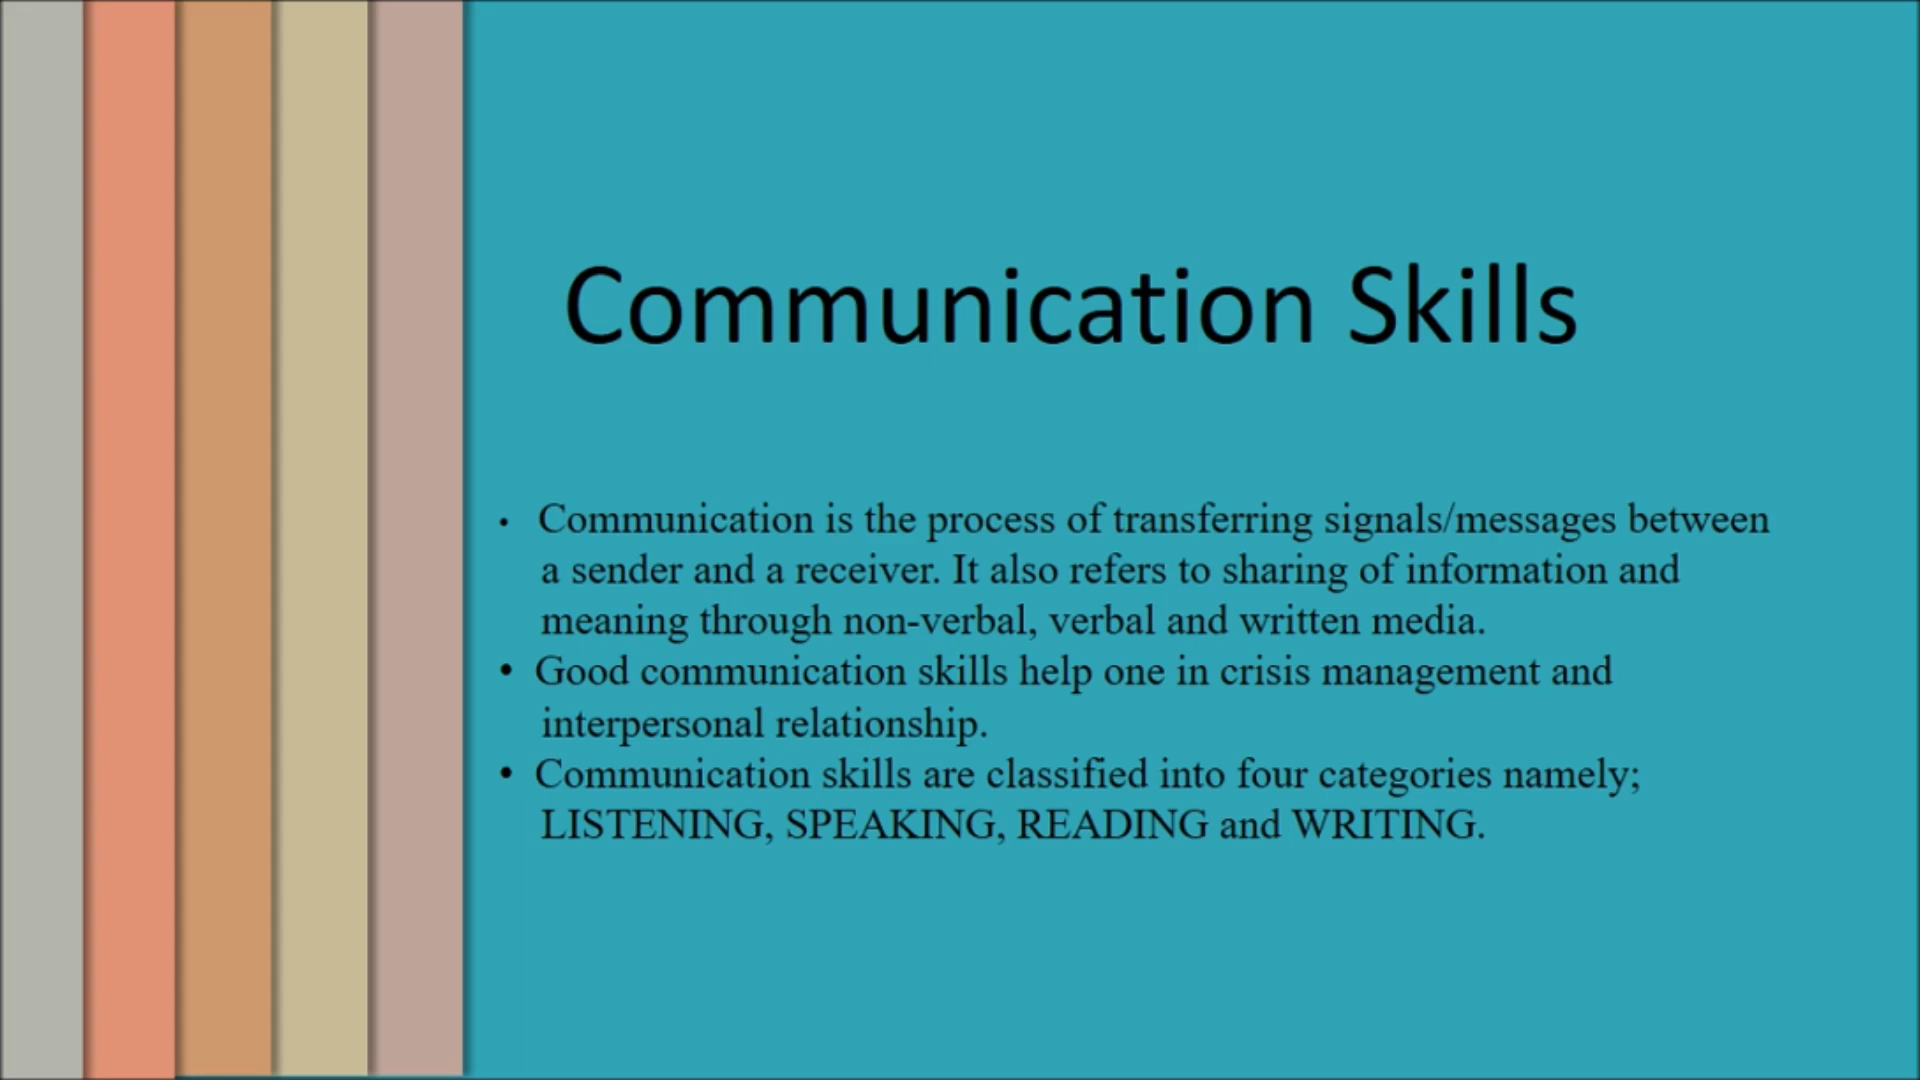 Communication Skills
• Communication is the process of transferring signals/messages between
a sender and a receiver. It also refers to sharing of information and
meaning through non-verbal, verbal and written media.
• Good communication skills help one in crisis management and
interpersonal relationship.
• Communication skills are classified into four categories namely;
LISTENING, SPEAKING, READING and WRITING.